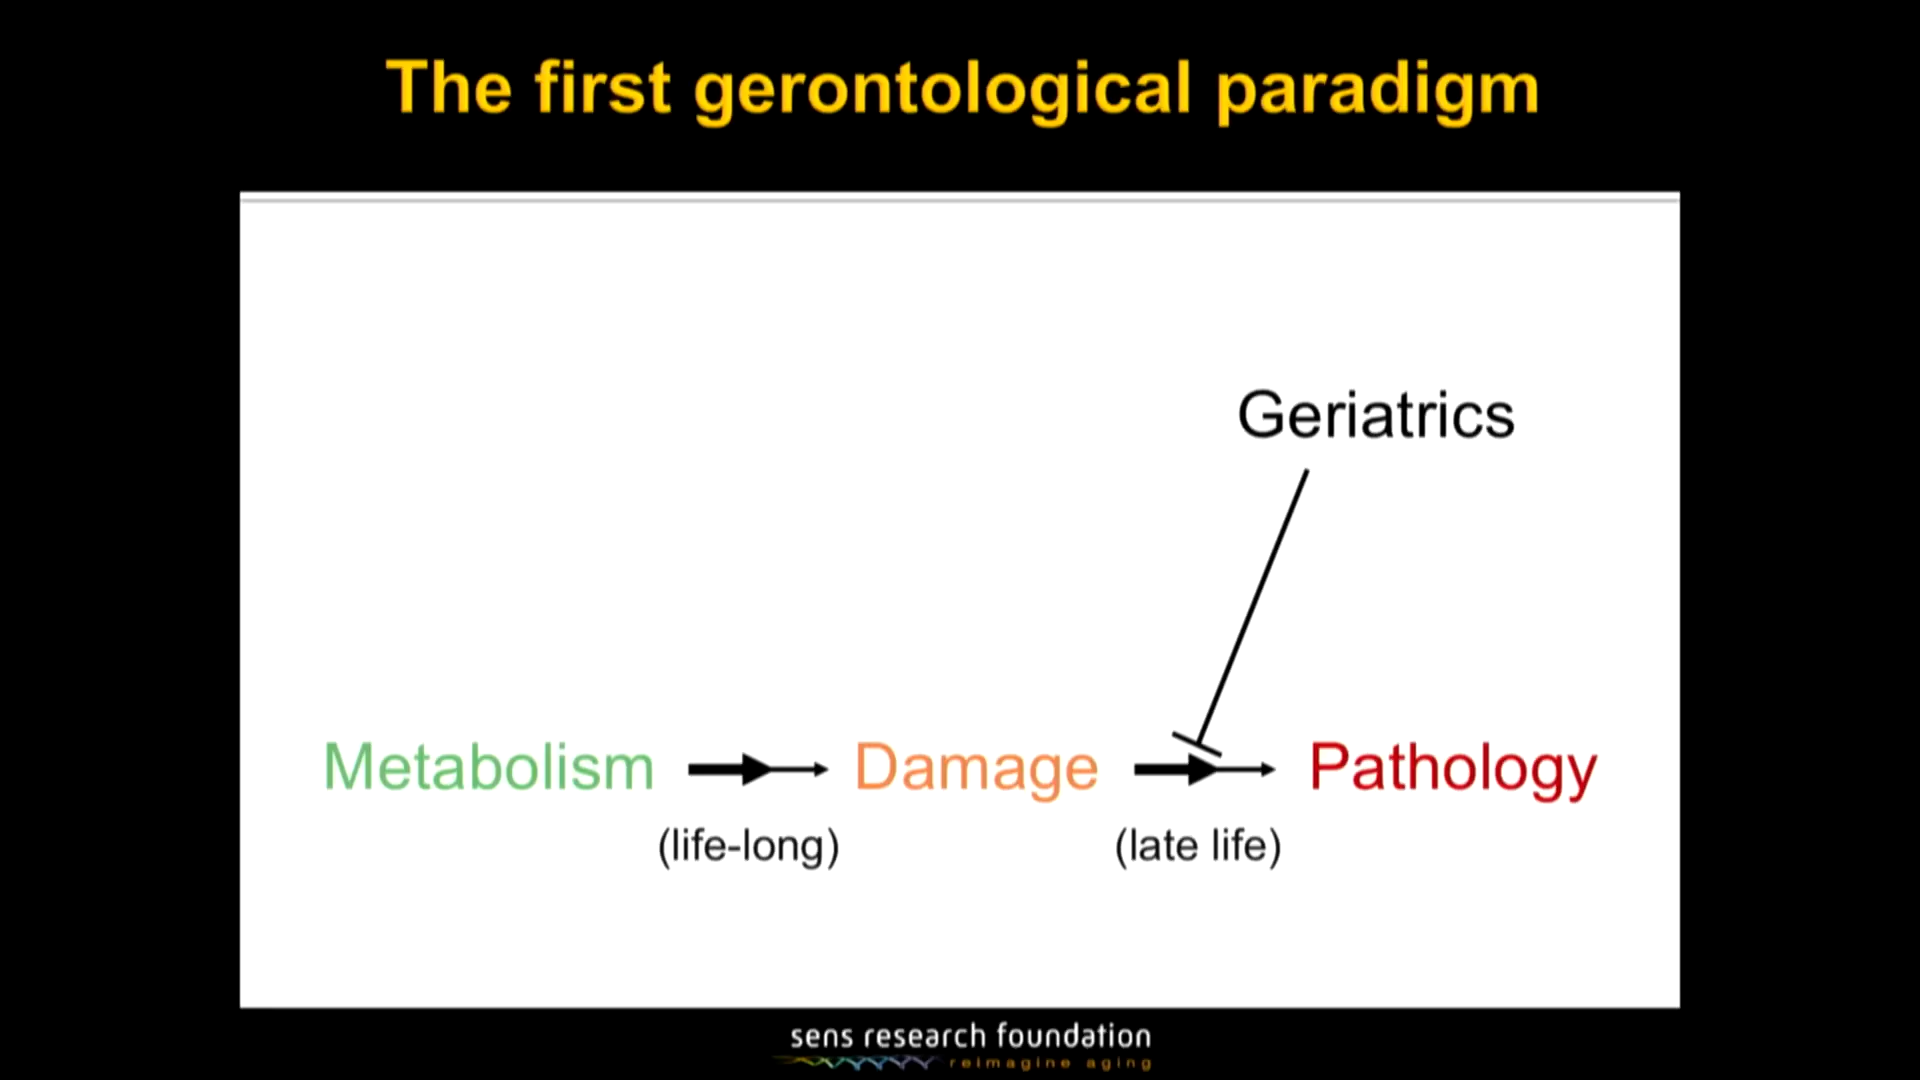 The first gerontological paradigm
Geriatrics
Metabolism Damage Pathology
(life-long) (late life)
sens research foundation
reimagine aging